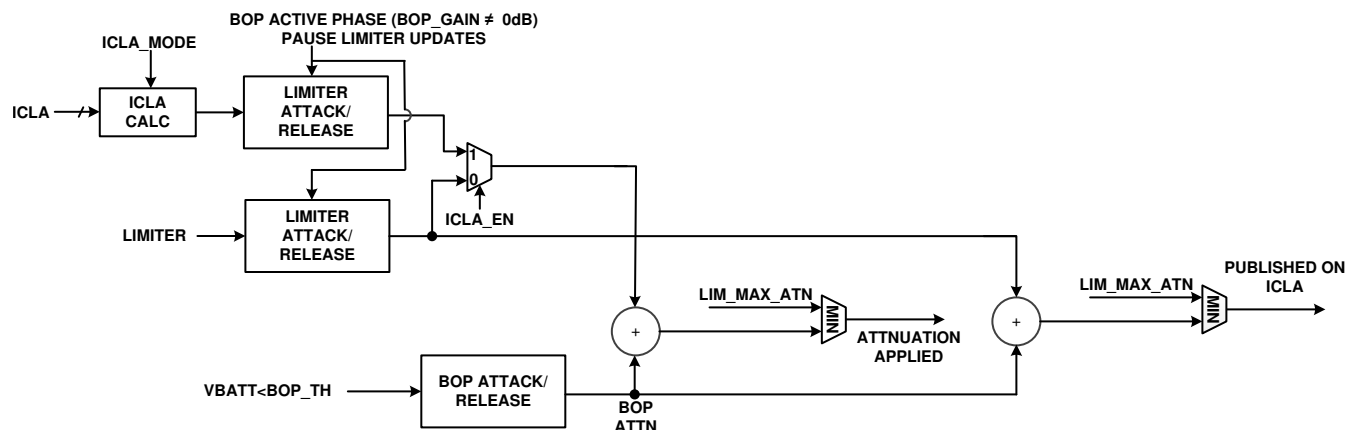 BOP ACTIVE PHASE (BOP_GAIN ≠ 0dB)
PAUSE LIMITER UPDATES
ICLA_MODE
ICLA
ICLA
CALC
LIMITER
ATTACK/
RELEASE
1
0
ICLA_EN
LIMITER
LIMITER
ATTACK/
RELEASE
LIM_MAX_ATN
MIN
ATTNUATION
APPLIED
+
LIM_MAX_ATN
MIN
PUBLISHED ON
ICLA
+
VBATT<BOP_TH
BOP ATTACK/
RELEASE
BOP
ATTN